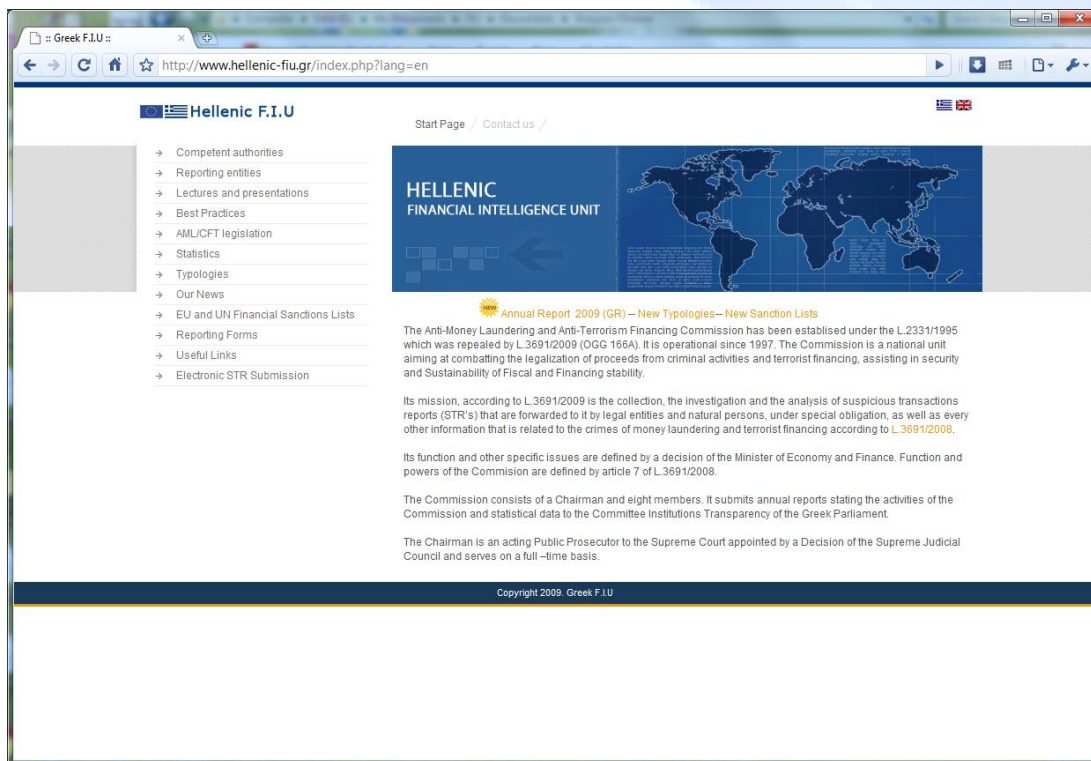 :: Greek F.I.U ::
http://www.hellenic-fiu.gr/index.php?lang=en
Hellenic F.I.U
Start Page / Contact us /
Competent authorities
Reporting entities
Lectures and presentations
Best Practices
AML/CFT legislation
Statistics
Typologies
Our News
EU and UN Financial Sanctions Lists
Reporting Forms
Useful Links
Electronic STR Submission
HELLENIC
FINANCIAL INTELLIGENCE UNIT
NEW Annual Report 2009 (GR) -- New Typologies-- New Sanction Lists
The Anti-Money Laundering and Anti-Terrorism Financing Commission has been establised under the L.2331/1995
which was repealed by L.3691/2009 (OGG 166A). It is operational since 1997. The Commission is a national unit
aiming at combatting the legalization of proceeds from criminal activities and terrorist financing, assisting in security
and Sustainability of Fiscal and Financing stability.
Its mission, according to L.3691/2009 is the collection, the investigation and the analysis of suspicious transactions
reports (STR's) that are forwarded to it by legal entities and natural persons, under special obligation, as well as every
other information that is related to the crimes of money laundering and terrorist financing according to L.3691/2008.
Its function and other specific issues are defined by a decision of the Minister of Economy and Finance. Function and
powers of the Commision are defined by article 7 of L.3691/2008.
The Commission consists of a Chairman and eight members. It submits annual reports stating the activities of the
Commission and statistical data to the Committee Institutions Transparency of the Greek Parliament.
The Chairman is an acting Public Prosecutor to the Supreme Court appointed by a Decision of the Supreme Judicial
Council and serves on a full –time basis.
Copyright 2009. Greek F.I.U